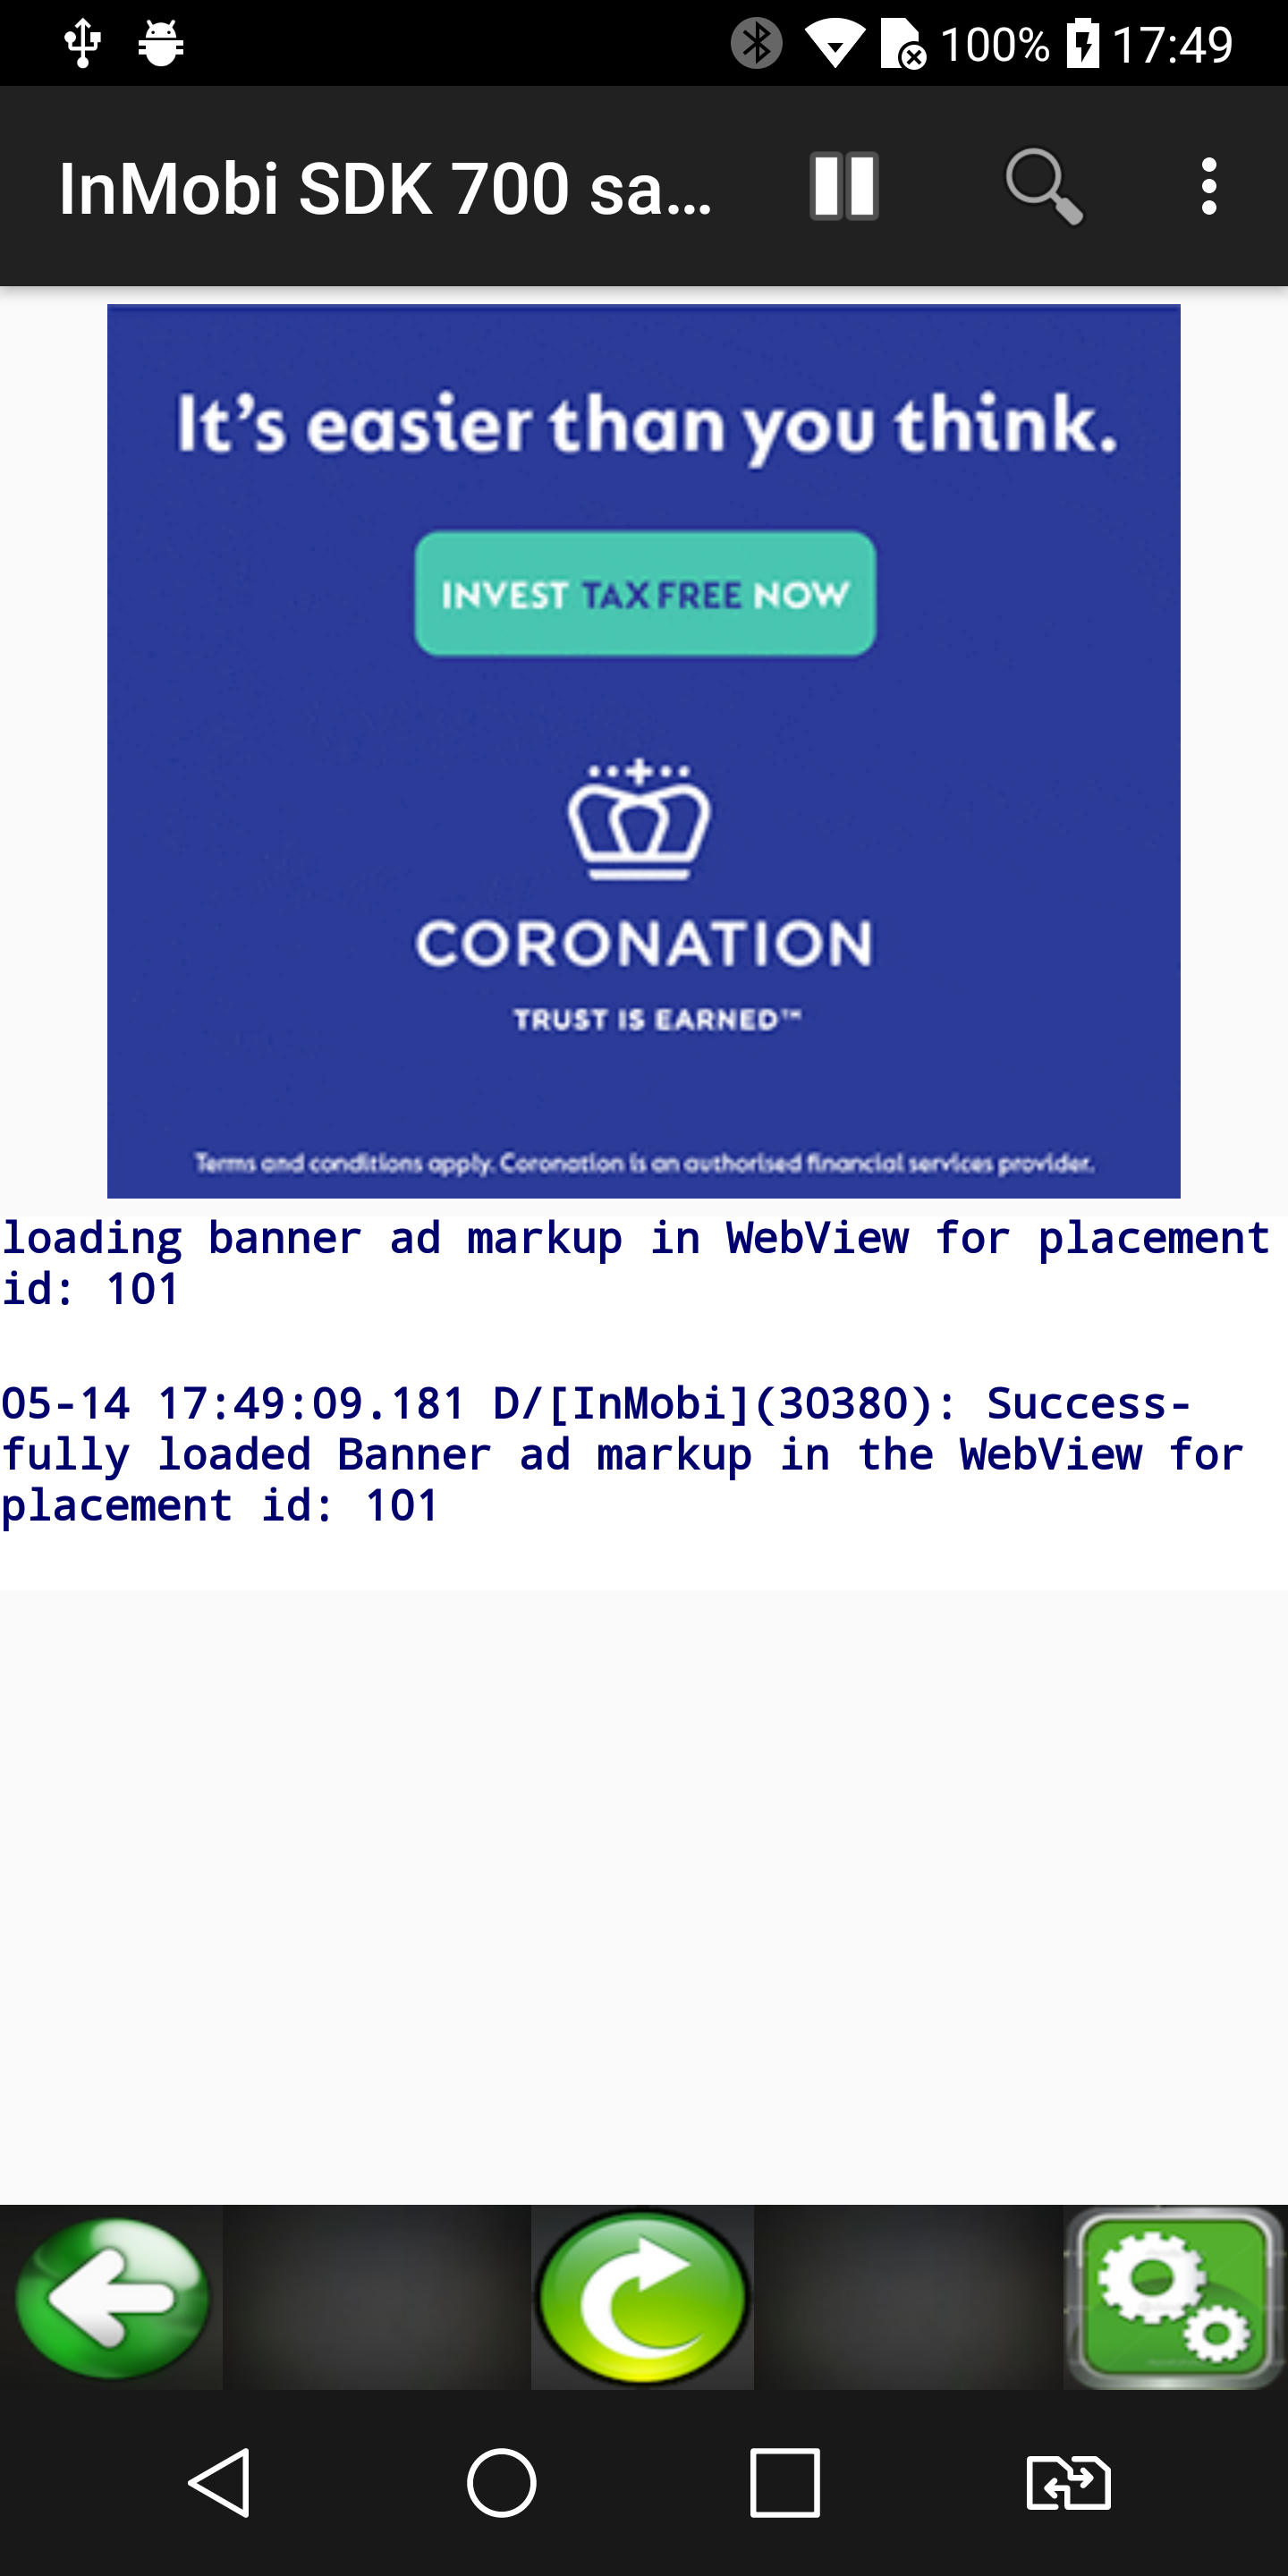 100% 17:49
InMobi SDK 700 sa...
It's easier than you think.
INVEST TAX FREE NOW
CORONATION
TRUST IS EARNED™
Terms and conditions apply. Coronation is an authorised financial services provider.
loading banner ad markup in WebView for placement
id: 101
05-14 17:49:09.181 D/[InMobi](30380): Success-
fully loaded Banner ad markup in the WebView for
placement id: 101